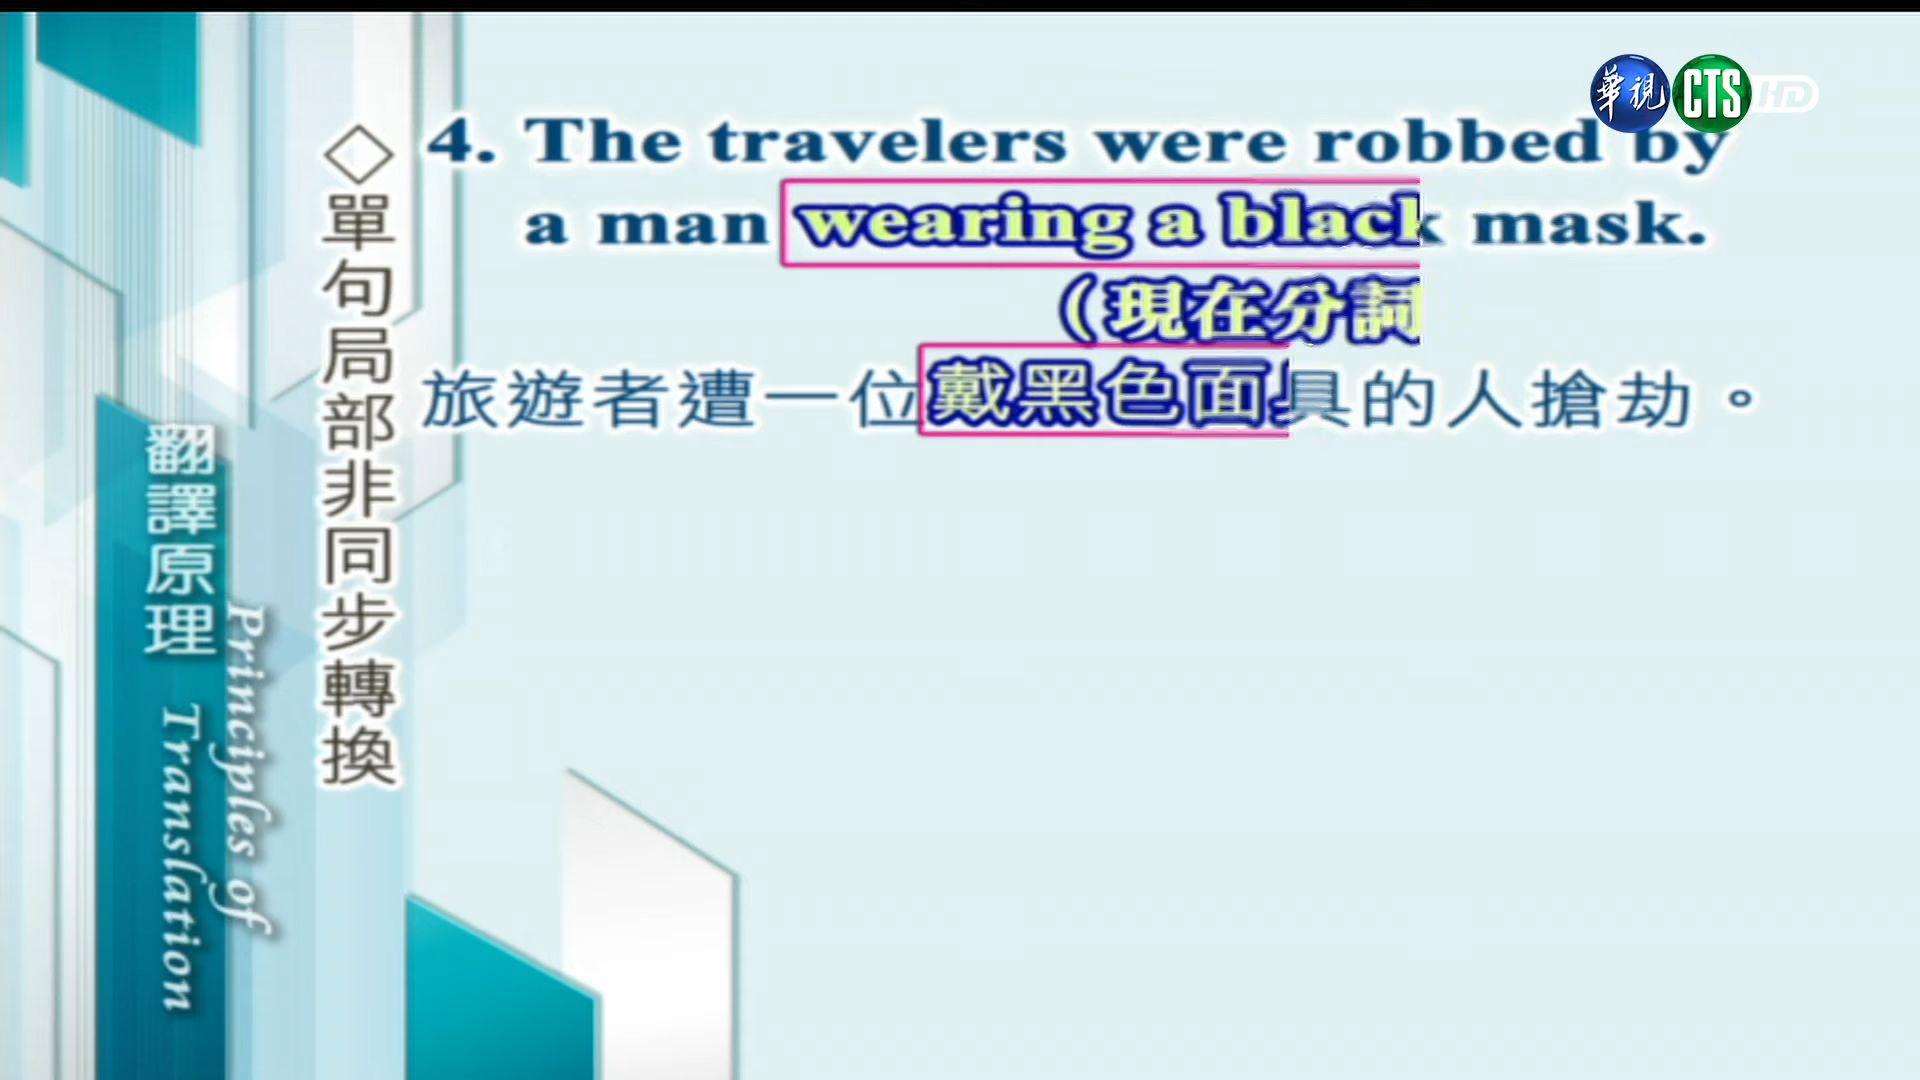 華視 CTS HD
4. The travelers were robbed by
a man wearing a black mask.
（現在分詞
旅遊者遭一位戴黑色面具的人搶劫。
◇單句局部非同步轉換
翻譯原理
Principles of
Translation